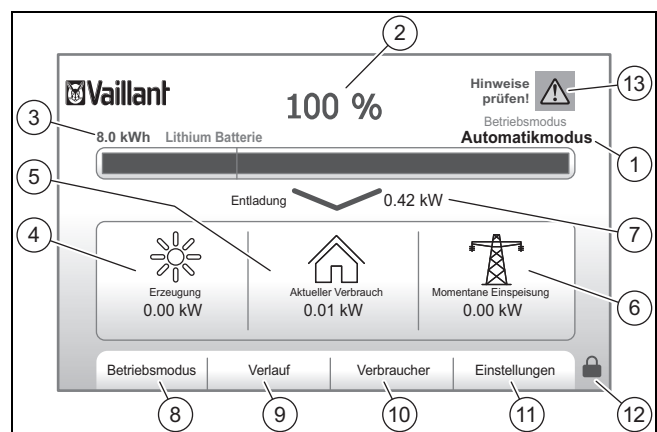 2
Vaillant
100 %
Hinweise
prüfen!
13
3
8.0 kWh Lithium Batterie
Betriebsmodus
Automatikmodus
1
5
Entladung
0.42 kW
7
4
Erzeugung
0.00 kW
Aktueller Verbrauch
0.01 kW
Momentane Einspeisung
0.00 kW
6
Betriebsmodus
Verlauf
Verbraucher
Einstellungen
8
9
10
11
12